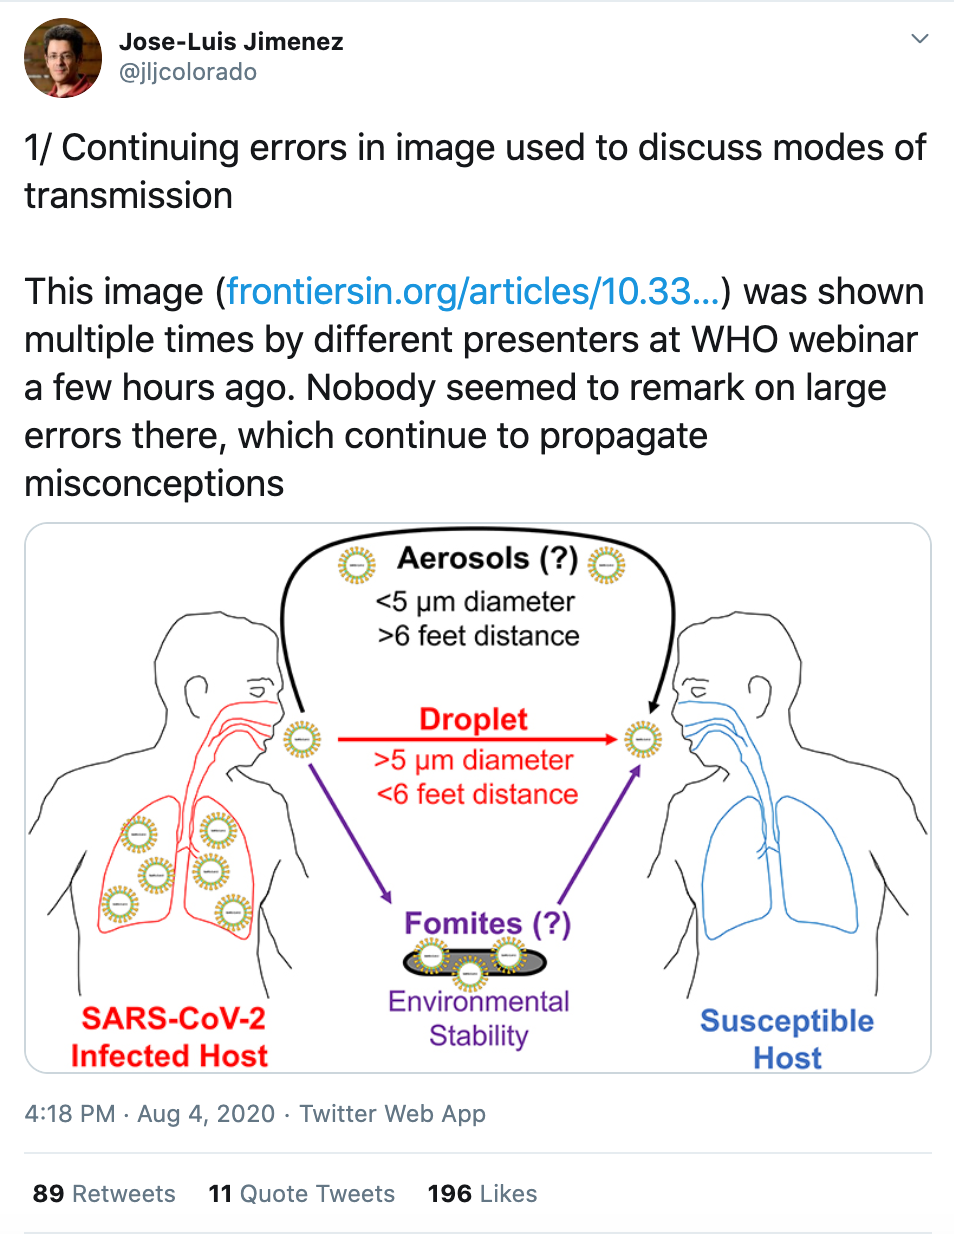 Jose-Luis Jimenez
@jljcolorado
1/ Continuing errors in image used to discuss modes of
transmission
This image (frontiersin.org/articles/10.33...) was shown
multiple times by different presenters at WHO webinar
a few hours ago. Nobody seemed to remark on large
errors there, which continue to propagate
misconceptions
Aerosols (?)
<5 μm diameter
>6 feet distance
Droplet
>5 μm diameter
<6 feet distance
Fomites (?)
Environmental
Stability
SARS-CoV-2
Infected Host
Susceptible
Host
4:18 PM · Aug 4, 2020 · Twitter Web App
89 Retweets 11 Quote Tweets 196 Likes